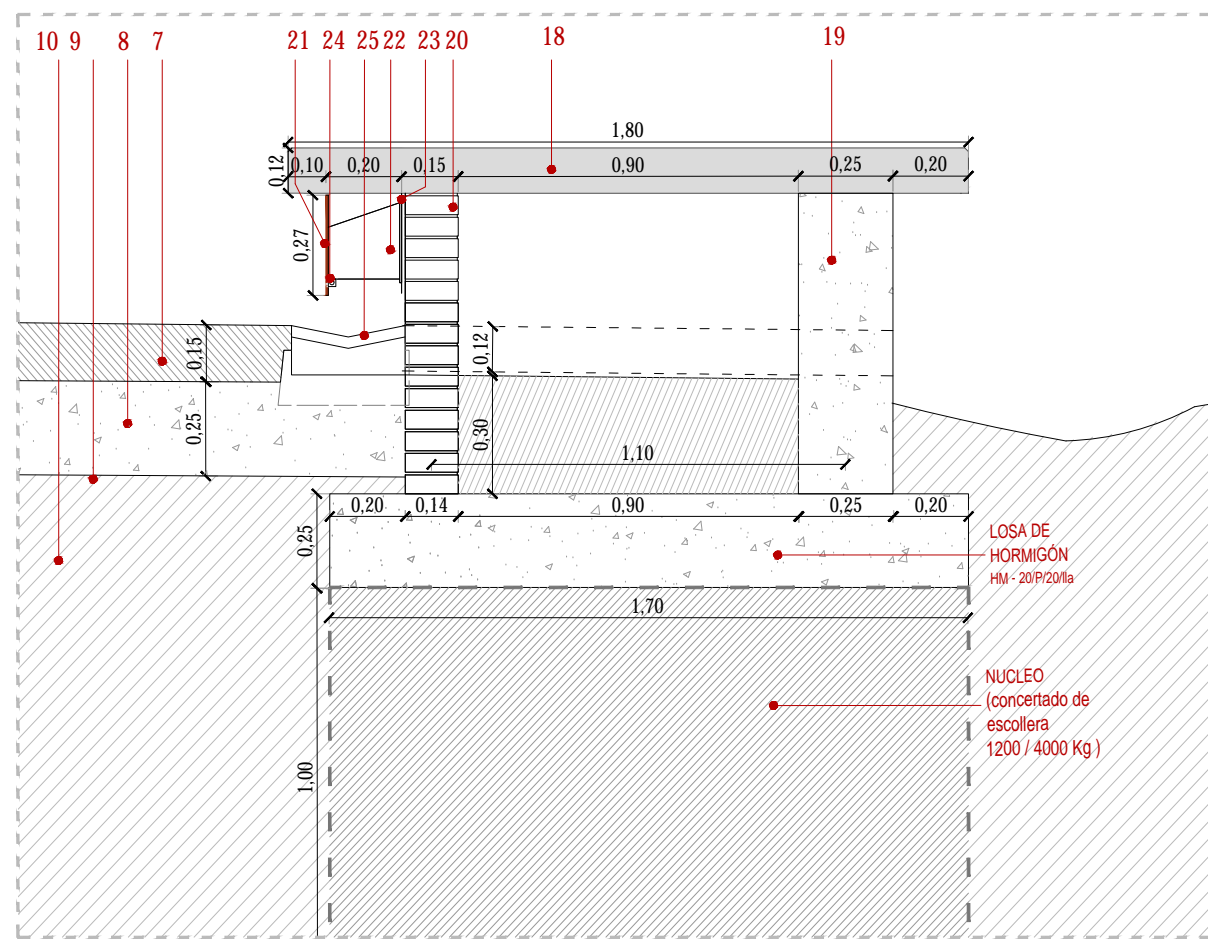 10 9 8 7 21 24 25 22 23 20 18 19
1,80
0,12
0,10 0,20 0,15 0,90 0,25 0,20
0,27
0,15
0,12
0,25
0,30
1,10
0,20 0,14 0,90 0,25 0,20
0,25
LOSA DE
HORMIGÓN
HM - 20/P/20/IIa
1,70
NUCLEO
(concertado de
escollera
1200 / 4000 Kg )
1,00